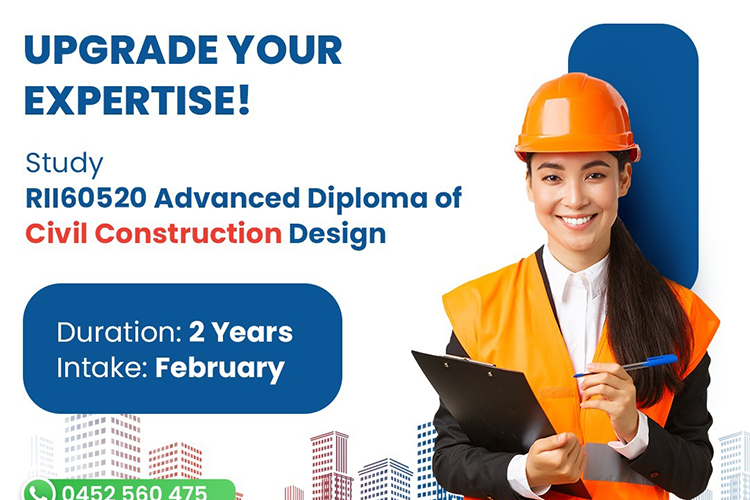 UPGRADE YOUR
EXPERTISE!
Study
RII60520 Advanced Diploma of
Civil Construction Design
Duration: 2 Years
Intake: February
0452 560 475